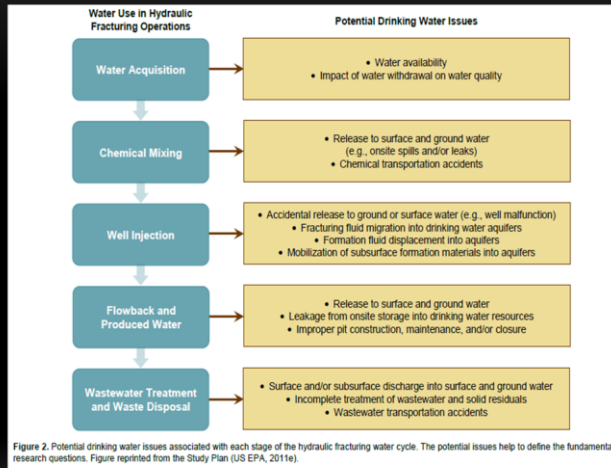 Water Use in Hydraulic
Fracturing Operations
Potential Drinking Water Issues
Water Acquisition
• Water availability
• Impact of water withdrawal on water quality
Chemical Mixing
• Release to surface and ground water
(e.g., onsite spills and/or leaks)
• Chemical transportation accidents
Well Injection
• Accidental release to ground or surface water (e.g., well malfunction)
• Fracturing fluid migration into drinking water aquifers
• Formation fluid displacement into aquifers
• Mobilization of subsurface formation materials into aquifers
Flowback and
Produced Water
• Release to surface and ground water
• Leakage from onsite storage into drinking water resources
• Improper pit construction, maintenance, and/or closure
Wastewater Treatment
and Waste Disposal
• Surface and/or subsurface discharge into surface and ground water
• Incomplete treatment of wastewater and solid residuals
• Wastewater transportation accidents
Figure 2. Potential drinking water issues associated with each stage of the hydraulic fracturing water cycle. The potential issues help to define the fundamenta
research questions. Figure reprinted from the Study Plan (US EPA, 2011e).